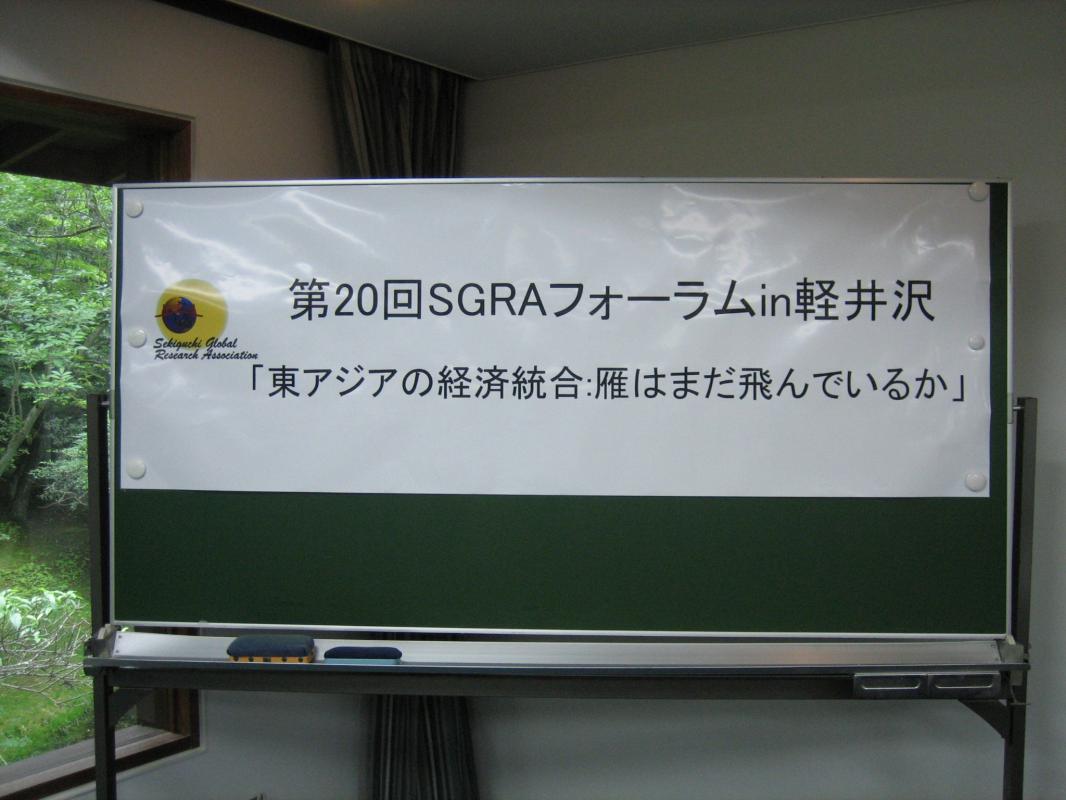 第20回SGRAフォーラムin軽井沢
Sekiguchi Global
Research Association
「東アジアの経済統合:雁はまだ飛んでいるか」